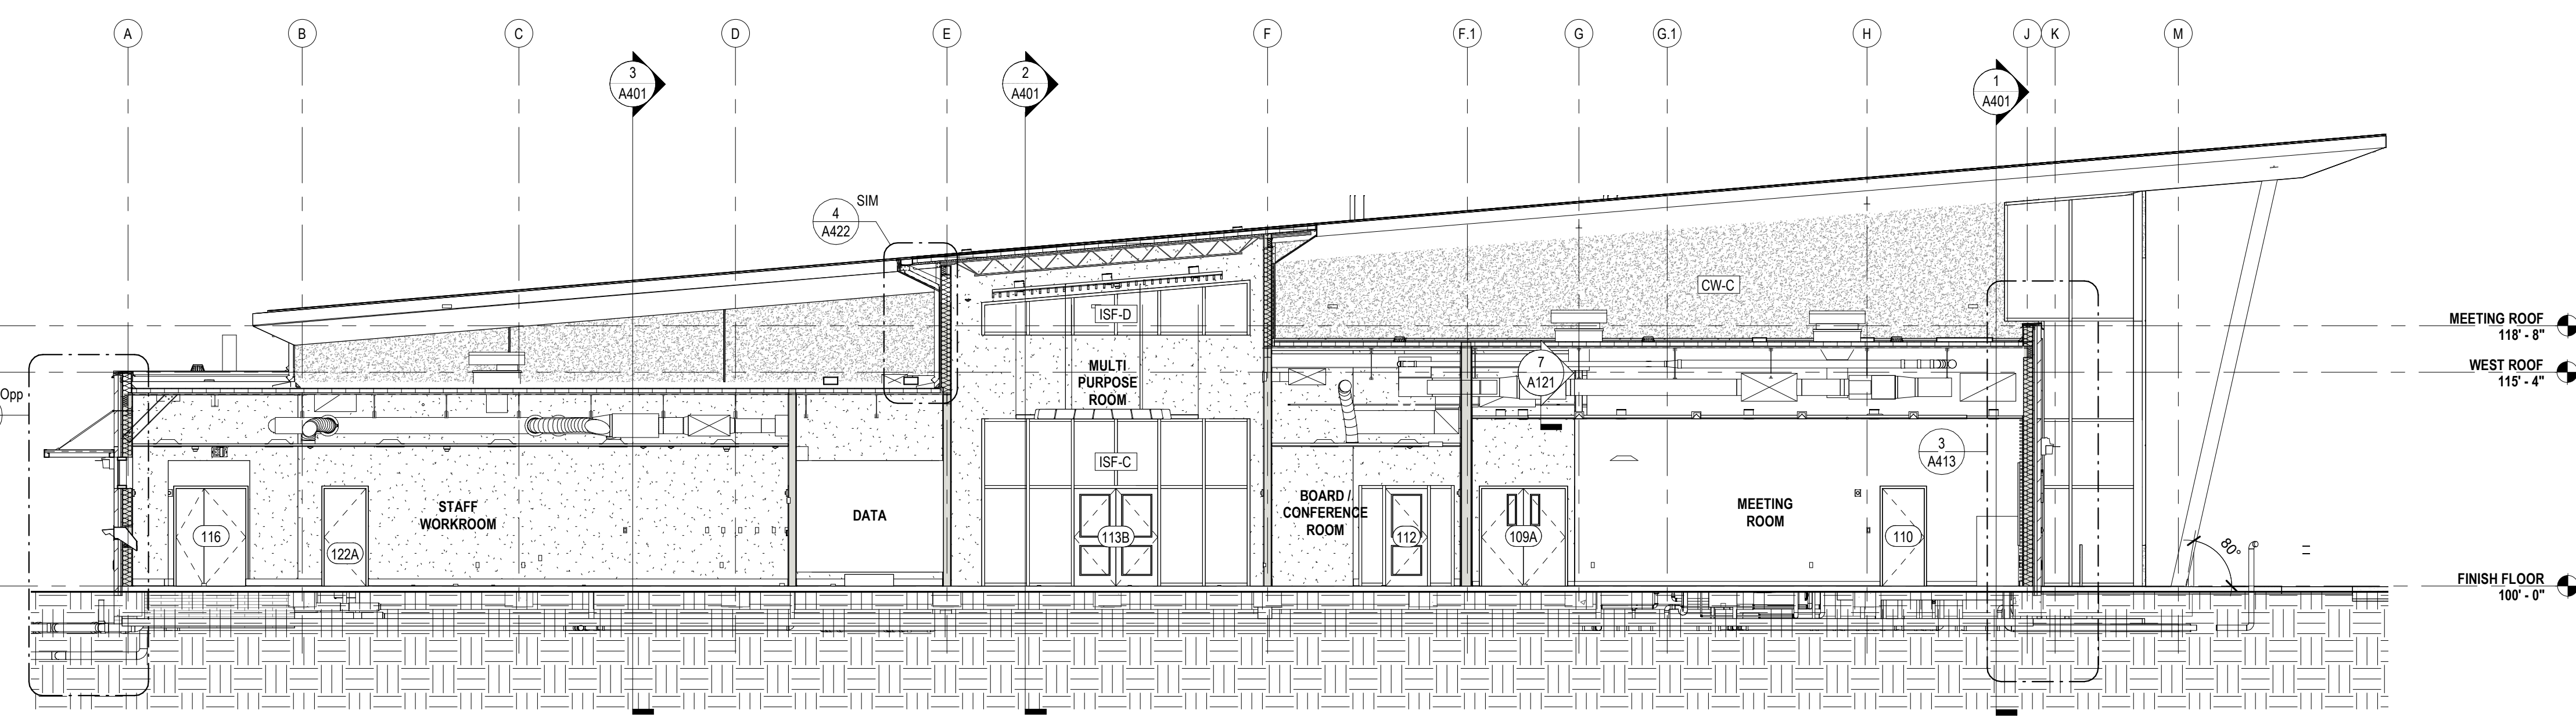 A
B
C
D
E
F
F.1
G
G.1
H
J
K
M
3
A401
2
A401
1
A401
4
A422
SIM
CW-C
ISF-D
MEETING ROOF
118' - 8"
WEST ROOF
115' - 4"
MULTI
PURPOSE
ROOM
7
A121
Opp
ISF-C
3
A413
STAFF
WORKROOM
DATA
BOARD /
CONFERENCE
ROOM
MEETING
ROOM
116
122A
113B
112
109A
110
80°
FINISH FLOOR
100' - 0"